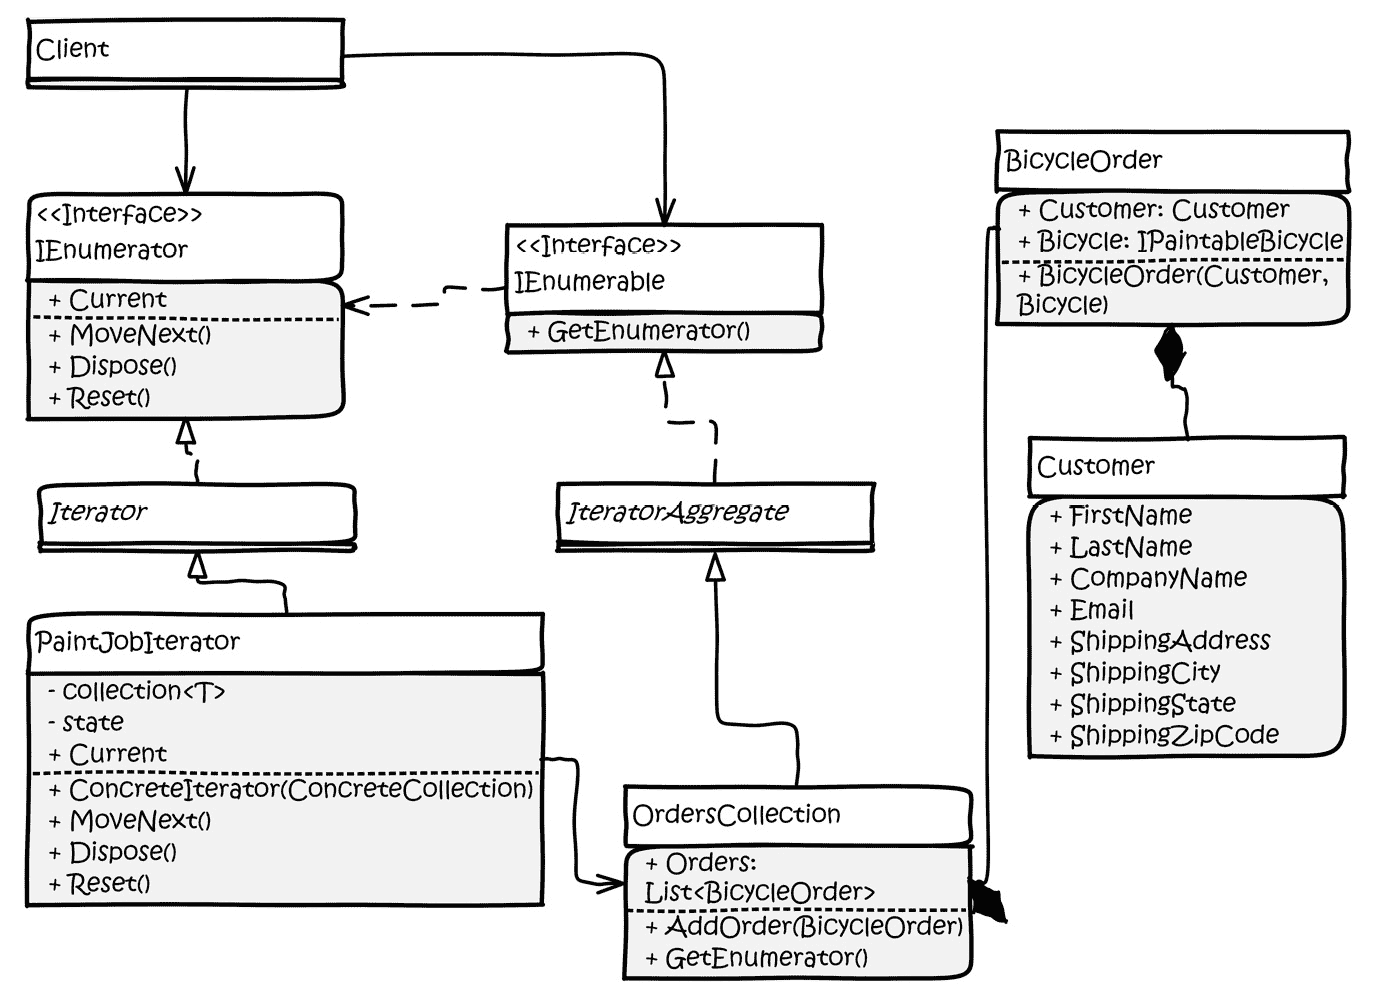 Client
<<Interface>>
IEnumerator
+ Current
+ MoveNext()
+ Dispose()
+ Reset()
<<Interface>>
IEnumerable
+ GetEnumerator()
BicycleOrder
+ Customer: Customer
+ Bicycle: IPaintableBicycle
+ BicycleOrder(Customer,
Bicycle)
Iterator
IteratorAggregate
Customer
+ FirstName
+ LastName
+ CompanyName
+ Email
+ ShippingAddress
+ ShippingCity
+ ShippingState
+ ShippingZipCode
PaintJobIterator
- collection<T>
- state
+ Current
+ ConcreteIterator(ConcreteCollection)
+ MoveNext()
+ Dispose()
+ Reset()
OrdersCollection
+ Orders:
List<BicycleOrder>
+ AddOrder(BicycleOrder)
+ GetEnumerator()